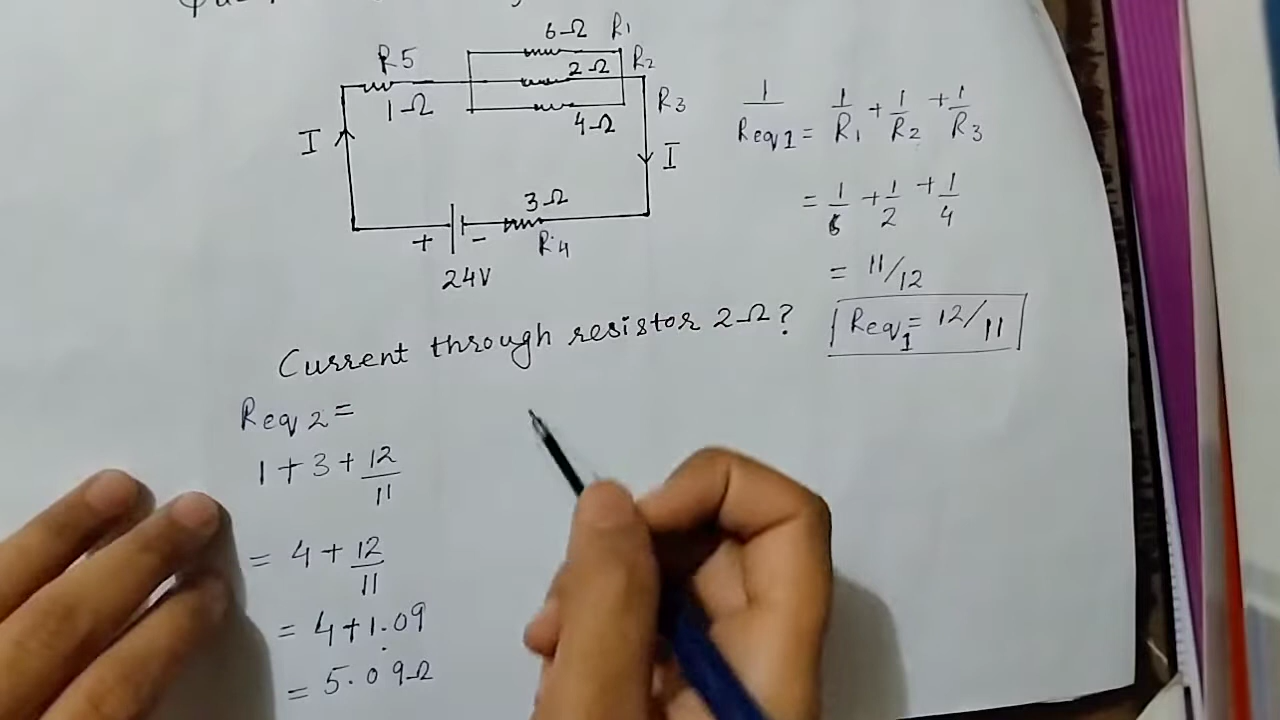 6Ω R1
R5 2Ω R2
1Ω R3
4Ω
I I
3Ω
+ - R4
24V
1/Req1 = 1/R1 + 1/R2 + 1/R3
= 1/6 + 1/2 + 1/4
= 11/12
Req1 = 12/11
Current through resistor 2Ω?
Req2 =
1 + 3 + 12/11
= 4 + 12/11
= 4 + 1.09
= 5.09Ω